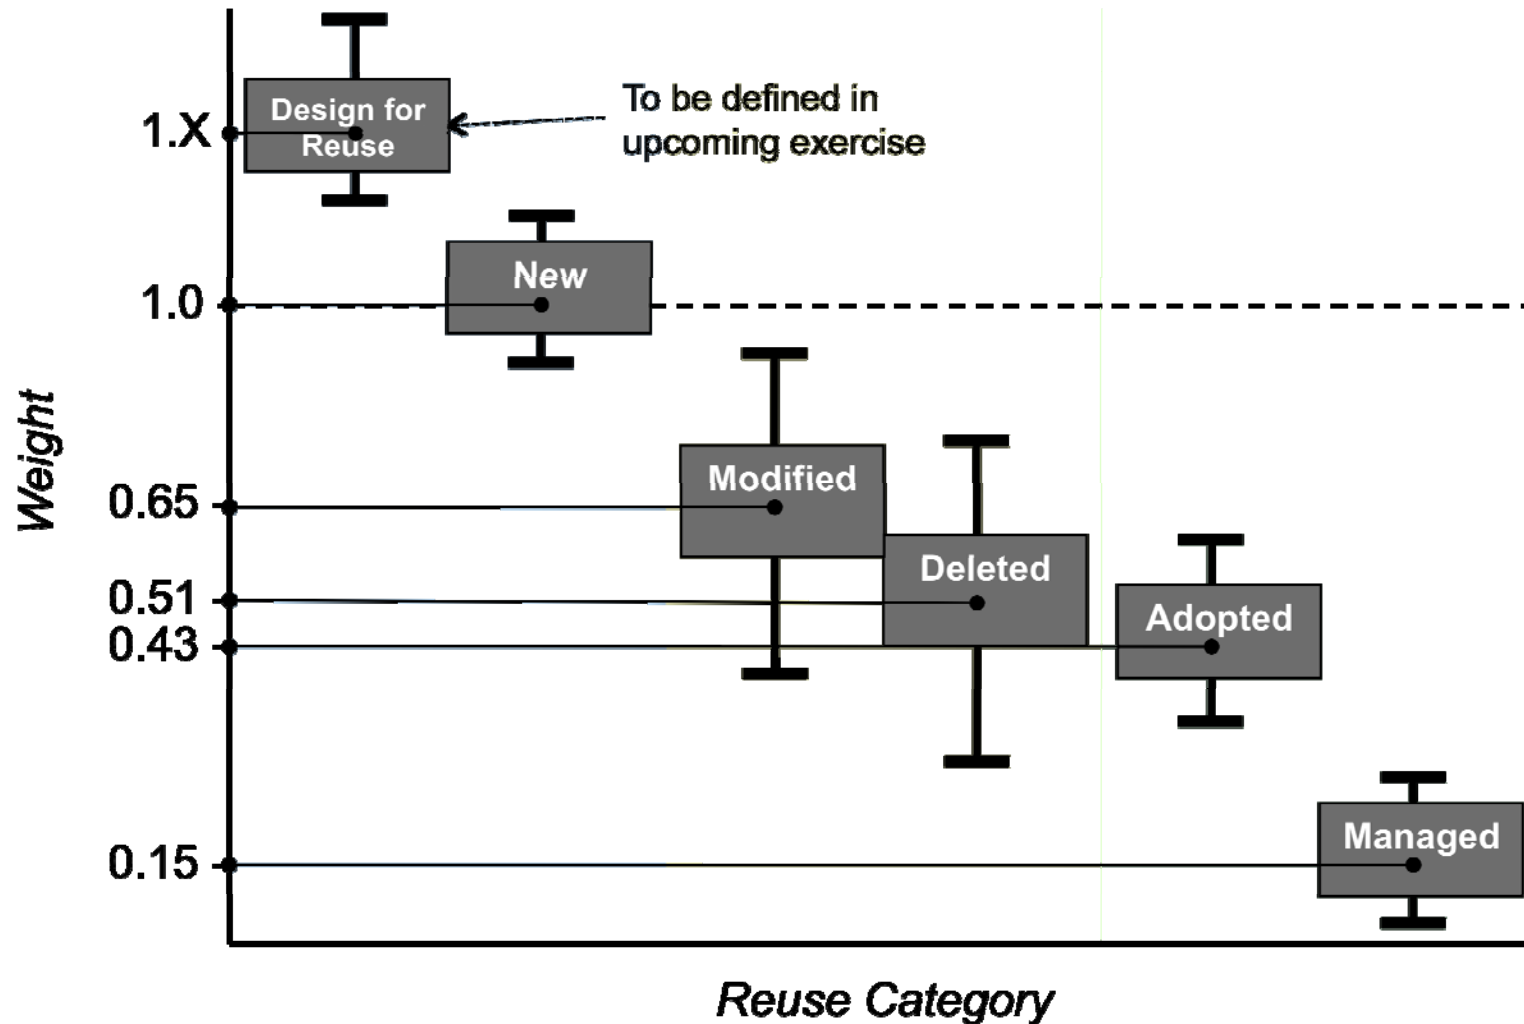 Design for
Reuse
To be defined in
upcoming exercise
1.X
New
1.0
Weight
Modified
0.65
Deleted
0.51
Adopted
0.43
Managed
0.15
Reuse Category